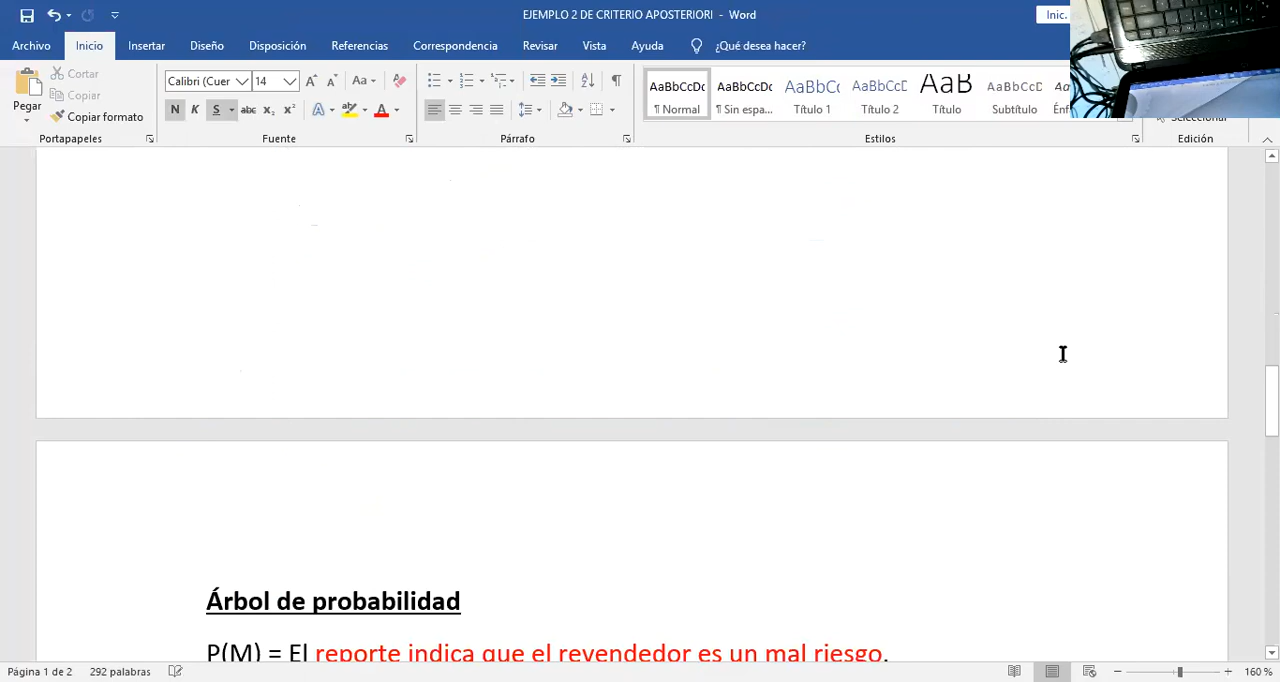 EJEMPLO 2 DE CRITERIO APOSTERIORI - Word
Inic.
Archivo Inicio Insertar Diseño Disposición Referencias Correspondencia Revisar Vista Ayuda ¿Qué desea hacer?
Pegar
Cortar
Copiar
Copiar formato
Portapapeles
Calibri (Cuer 14
Aa
N K S abc x₂ x² A A
Fuente
Párrafo
AaBbCcDc AaBbCcDc AaBbCc AaBbCcD AaB AaBbCcD
¶ Normal ¶ Sin espa... Título 1 Título 2 Título Subtítulo
Estilos
Seleccionar
Edición
Árbol de probabilidad
P(M) = El reporte indica que el revendedor es un mal riesgo.
Página 1 de 2 292 palabras 160 %